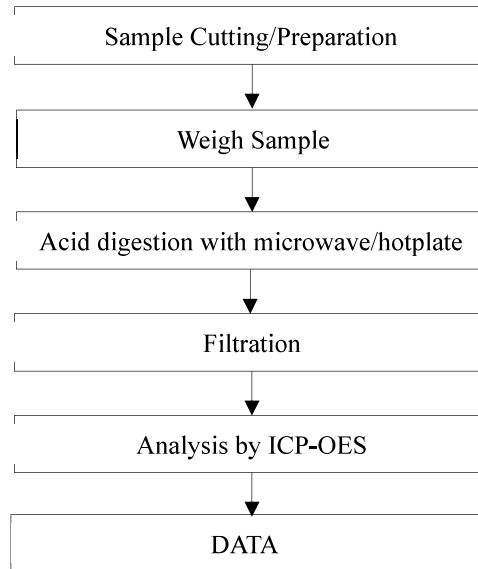 Sample Cutting/Preparation
Weigh Sample
Acid digestion with microwave/hotplate
Filtration
Analysis by ICP-OES
DATA